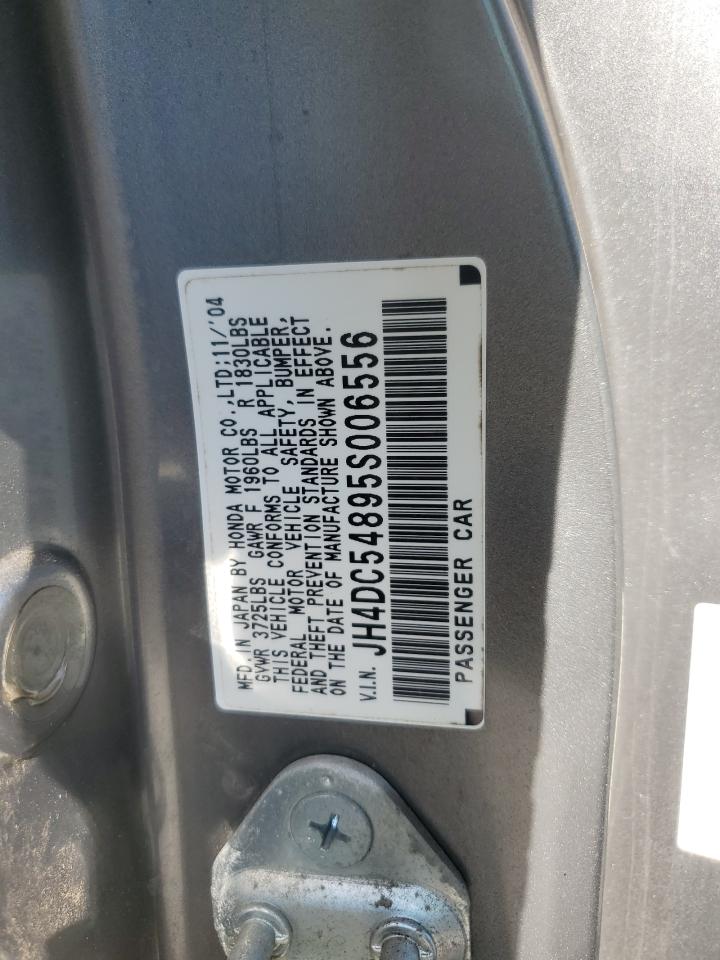 MFD. IN JAPAN BY HONDA MOTOR CO., LTD; 11/'04
GVWR 3725LBS GAWR F 1960LBS R 1830LBS
THIS VEHICLE CONFORMS TO ALL APPLICABLE
FEDERAL MOTOR VEHICLE SAFETY, BUMPER,
AND THEFT PREVENTION STANDARDS IN EFFECT
ON THE DATE OF MANUFACTURE SHOWN ABOVE.
V.I.N. JH4DC54895S006556
PASSENGER CAR